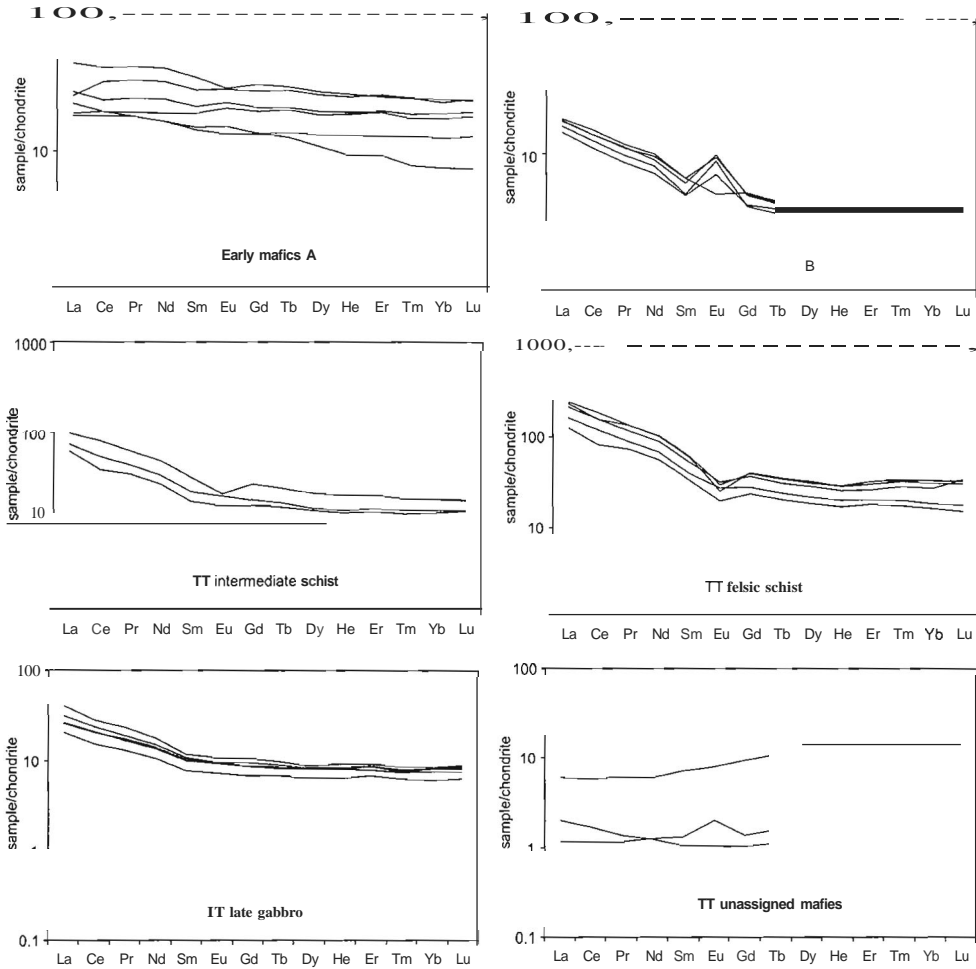 100,
sample/chondrite
10
Early mafics A
La Ce Pr Nd Sm Eu Gd Tb Dy He Er Tm Yb Lu
100,
sample/chondrite
10
B
La Ce Pr Nd Sm Eu Gd Tb Dy He Er Tm Yb Lu
1000
sample/chondrite
100
10
TT intermediate schist
La Ce Pr Nd Sm Eu Gd Tb Dy He Er Tm Yb Lu
1000,
sample/chondrite
100
10
TT felsic schist
La Ce Pr Nd Sm Eu Gd Tb Dy He Er Tm Yb Lu
100
sample/chondrite
10
1
IT late gabbro
0.1
La Ce Pr Nd Sm Eu Gd Tb Dy He Er Tm Yb Lu
100
sample/chondrite
10
1
TT unassigned mafies
0.1
La Ce Pr Nd Sm Eu Gd Tb Dy He Er Tm Yb Lu